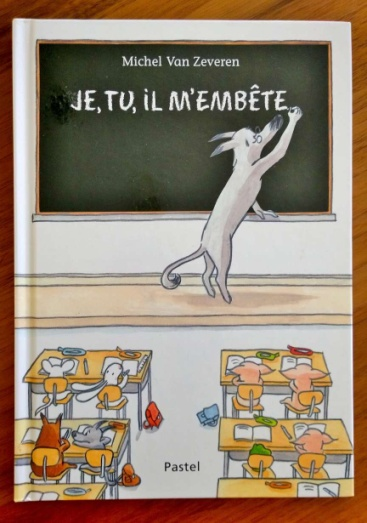 Michel Van Zeveren
JE, TU, iL M'EMBÊTE
Pastel